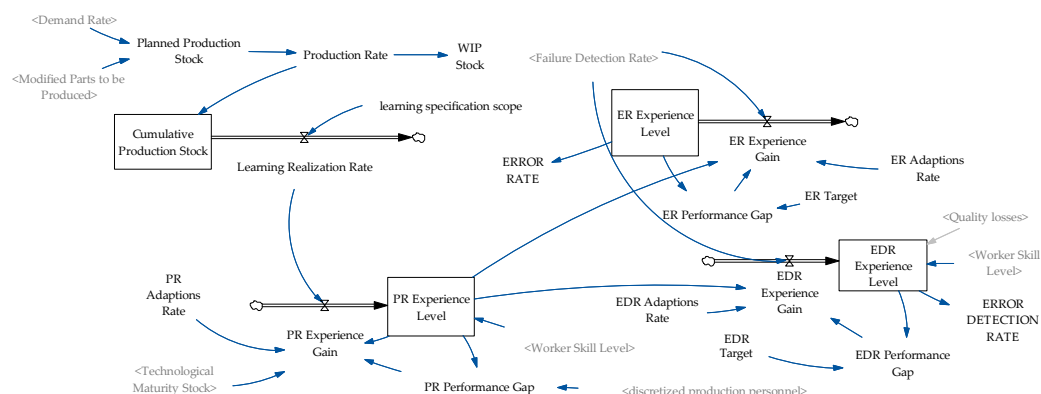 <Demand Rate>
Planned Production
Stock
Production Rate
WIP
Stock
<Modified Parts to be
Produced>
<Failure Detection Rate>
learning specification scope
Cumulative
Production Stock
ER Experience
Level
ER Experience
Gain
Learning Realization Rate
ERROR
RATE
ER Adaptions
Rate
ER Target
ER Performance Gap
<Quality losses>
EDR
Experience
Level
<Worker Skill
Level>
PR
Adaptions
Rate
PR Experience
Level
EDR Adaptions
Rate
EDR
Experience
Gain
ERROR
DETECTION
RATE
PR Experience
Gain
<Worker Skill Level>
EDR
Target
EDR Performance
Gap
<Technological
Maturity Stock>
PR Performance Gap
<discretized production personnel>